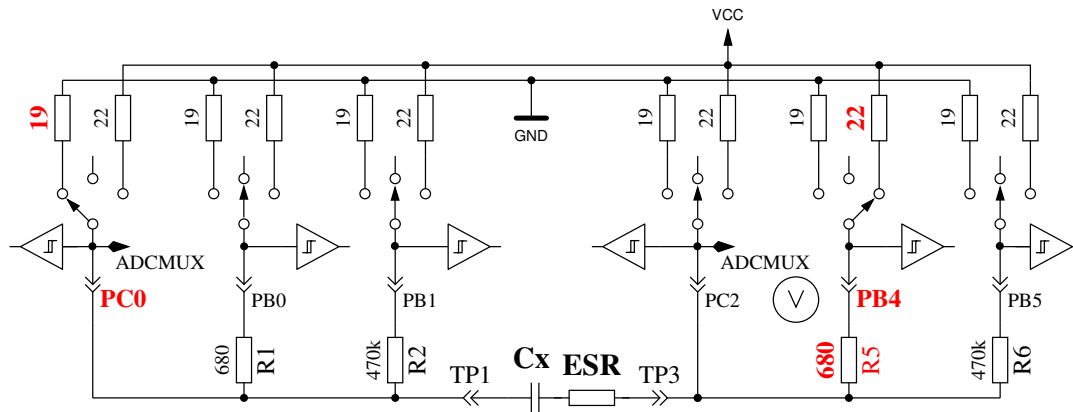 VCC
19
22
19
22
19
22
GND
19
22
19
22
19
22
ADCMUX
ADCMUX
PC0
PB0
PB1
PC2
V
PB4
PB5
680
R1
470k
R2
680
R5
470k
R6
TP1
Cx
ESR
TP3